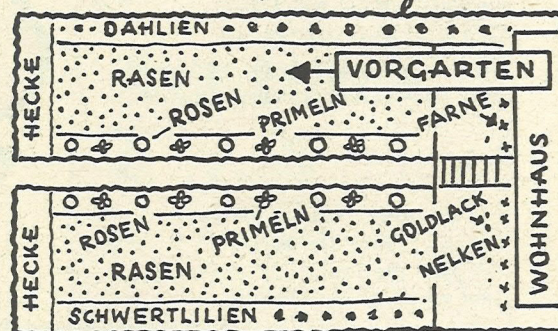 DAHLIEN
HECKE
RASEN
VORGARTEN
ROSEN
PRIMELN
FARNE
WOHNHAUS
ROSEN
PRIMELN
GOLDLACK
HECKE
RASEN
NELKEN
SCHWERTLILIEN